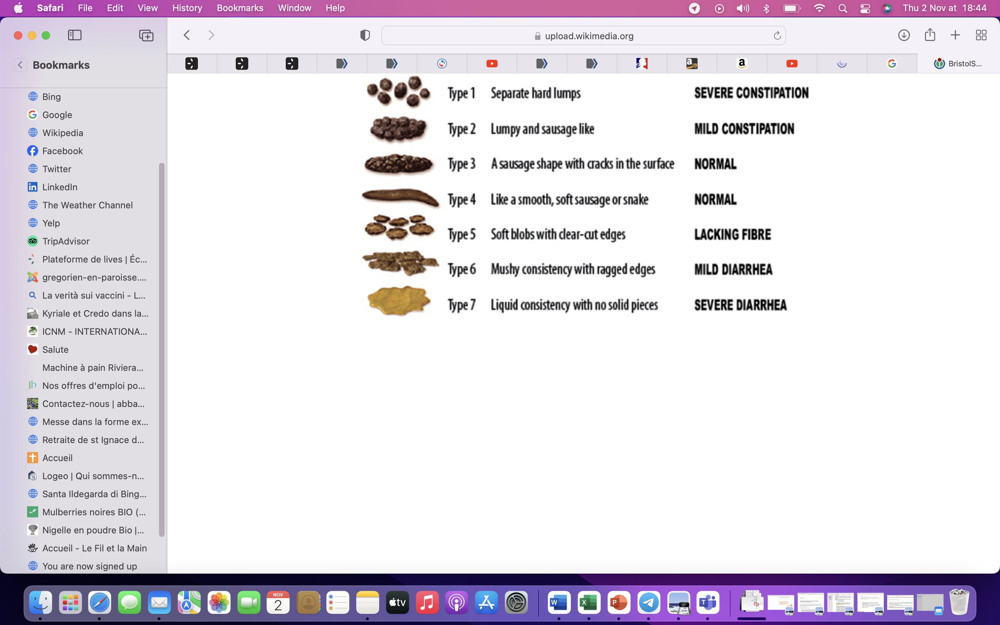 Safari File Edit View History Bookmarks Window Help Thu 2 Nov at 18:44
upload.wikimedia.org
Bookmarks
BristolS...
Bing
Google
Wikipedia
Facebook
Twitter
LinkedIn
The Weather Channel
Yelp
TripAdvisor
Plateforme de lives | Éc...
gregorien-en-paroisse....
La verità sui vaccini - L...
Kyriale et Credo dans la...
ICNM - INTERNATIONA...
Salute
Machine à pain Riviera...
Nos offres d'emploi po...
Contactez-nous | abba...
Messe dans la forme ex...
Retraite de st Ignace d...
Accueil
Logeo | Qui sommes-n...
Santa Ildegarda di Bing...
Mulberries noires BIO (...
Nigelle en poudre Bio |...
Accueil - Le Fil et la Main
You are now signed up
Type 1 Separate hard lumps SEVERE CONSTIPATION
Type 2 Lumpy and sausage like MILD CONSTIPATION
Type 3 A sausage shape with cracks in the surface NORMAL
Type 4 Like a smooth, soft sausage or snake NORMAL
Type 5 Soft blobs with clear-cut edges LACKING FIBRE
Type 6 Mushy consistency with ragged edges MILD DIARRHEA
Type 7 Liquid consistency with no solid pieces SEVERE DIARRHEA
NOV
2
tv